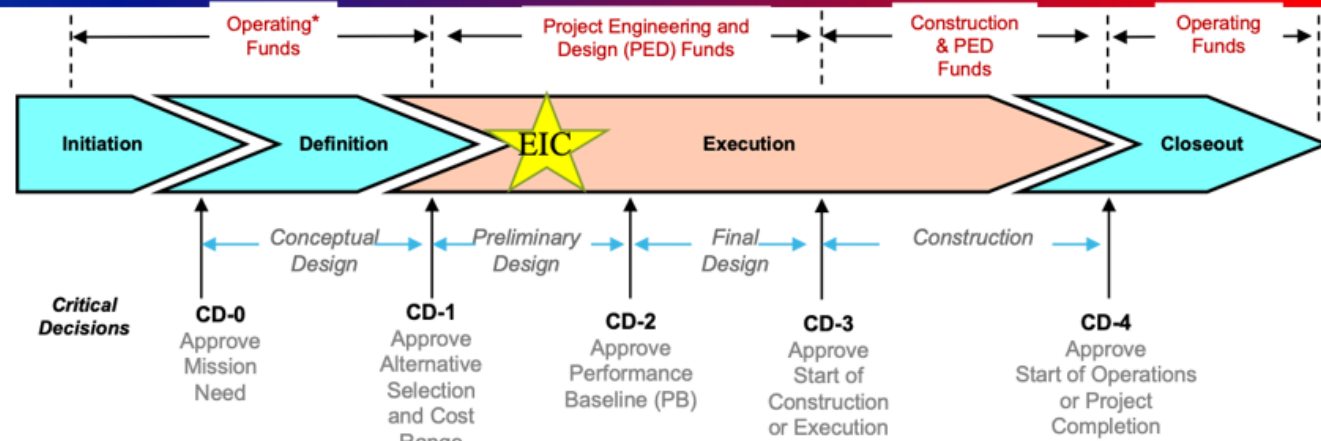 Operating*
Funds
Project Engineering and
Design (PED) Funds
Construction
& PED
Funds
Operating
Funds
Initiation
Definition
EIC
Execution
Closeout
Conceptual
Design
Preliminary
Design
Final
Design
Construction
Critical
Decisions
CD-0
Approve
Mission
Need
CD-1
Approve
Alternative
Selection
and Cost
Range
CD-2
Approve
Performance
Baseline (PB)
CD-3
Approve
Start of
Construction
or Execution
CD-4
Approve
Start of Operations
or Project
Completion